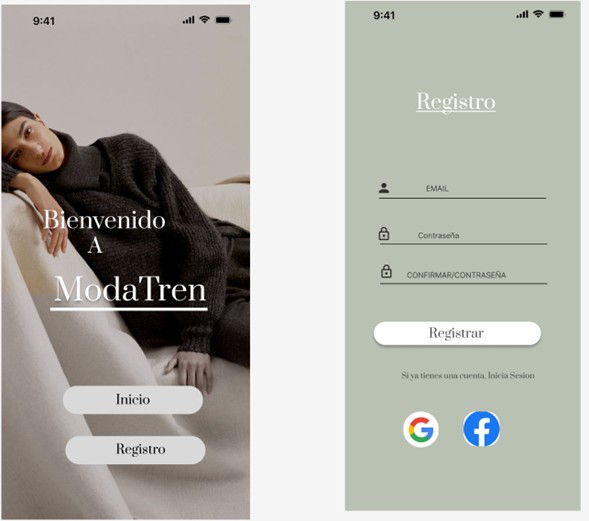 9:41
Bienvenido
A
ModaTren
Inicio
Registro
9:41
Registro
EMAIL
Contraseña
CONFIRMAR/CONTRASEÑA
Registrar
Si ya tienes una cuenta, Inicia Sesion